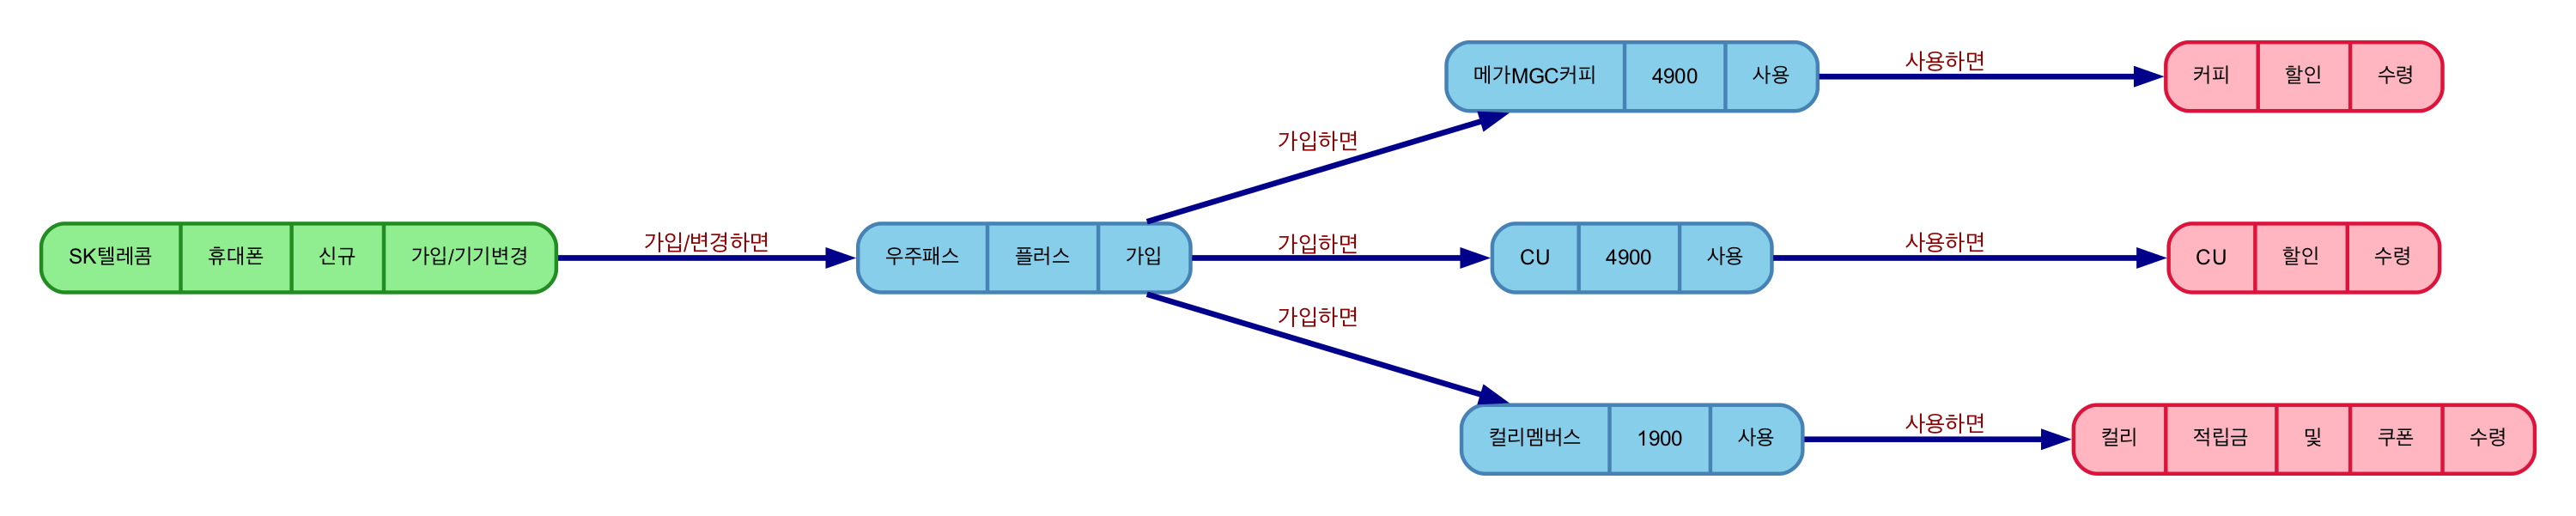 메가MGC커피 4900 사용
사용하면
커피 할인 수령
가입하면
SK텔레콤 휴대폰 신규 가입/기기변경
가입/변경하면
우주패스 플러스 가입
가입하면
CU 4900 사용
사용하면
CU 할인 수령
가입하면
컬리멤버스 1900 사용
사용하면
컬리 적립금 및 쿠폰 수령